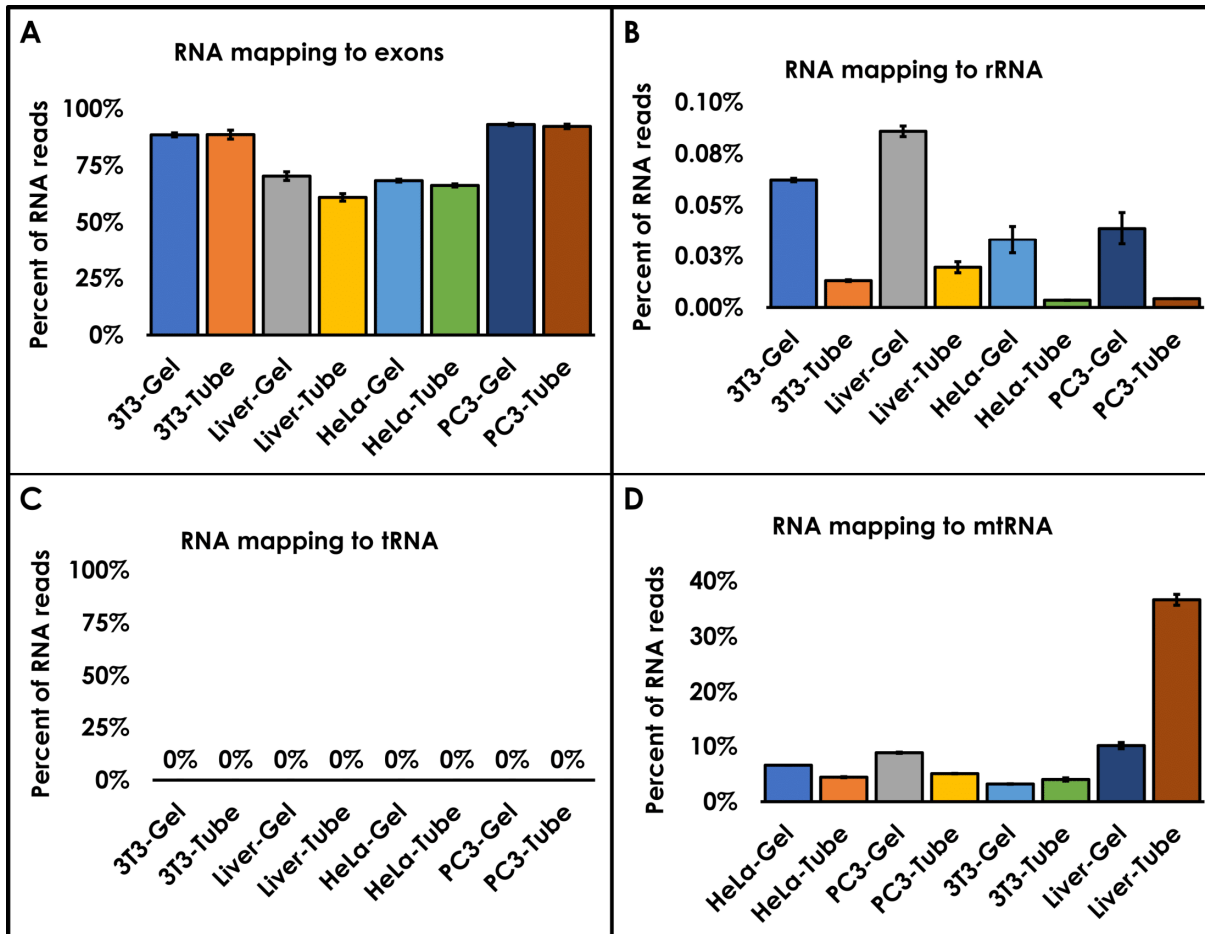 A
RNA mapping to exons
Percent of RNA reads
100%
75%
50%
25%
0%
3T3-Gel
3T3-Tube
Liver-Gel
Liver-Tube
HeLa-Gel
HeLa-Tube
PC3-Gel
PC3-Tube
B
RNA mapping to rRNA
Percent of RNA reads
0.10%
0.08%
0.05%
0.03%
0.00%
3T3-Gel
3T3-Tube
Liver-Gel
Liver-Tube
HeLa-Gel
HeLa-Tube
PC3-Gel
PC3-Tube
C
RNA mapping to tRNA
Percent of RNA reads
100%
75%
50%
25%
0%
0% 0% 0% 0% 0% 0% 0% 0%
3T3-Gel
3T3-Tube
Liver-Gel
Liver-Tube
HeLa-Gel
HeLa-Tube
PC3-Gel
PC3-Tube
D
RNA mapping to mtRNA
Percent of RNA reads
40%
30%
20%
10%
0%
HeLa-Gel
HeLa-Tube
PC3-Gel
PC3-Tube
3T3-Gel
3T3-Tube
Liver-Gel
Liver-Tube